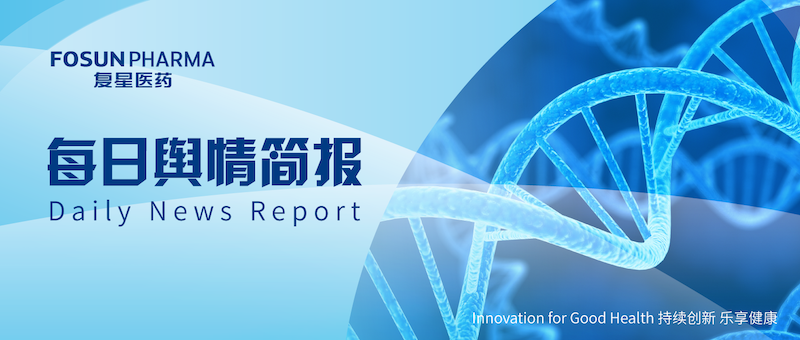 FOSUN PHARMA
复星医药
每日舆情简报
Daily News Report
Innovation for Good Health 持续创新 乐享健康